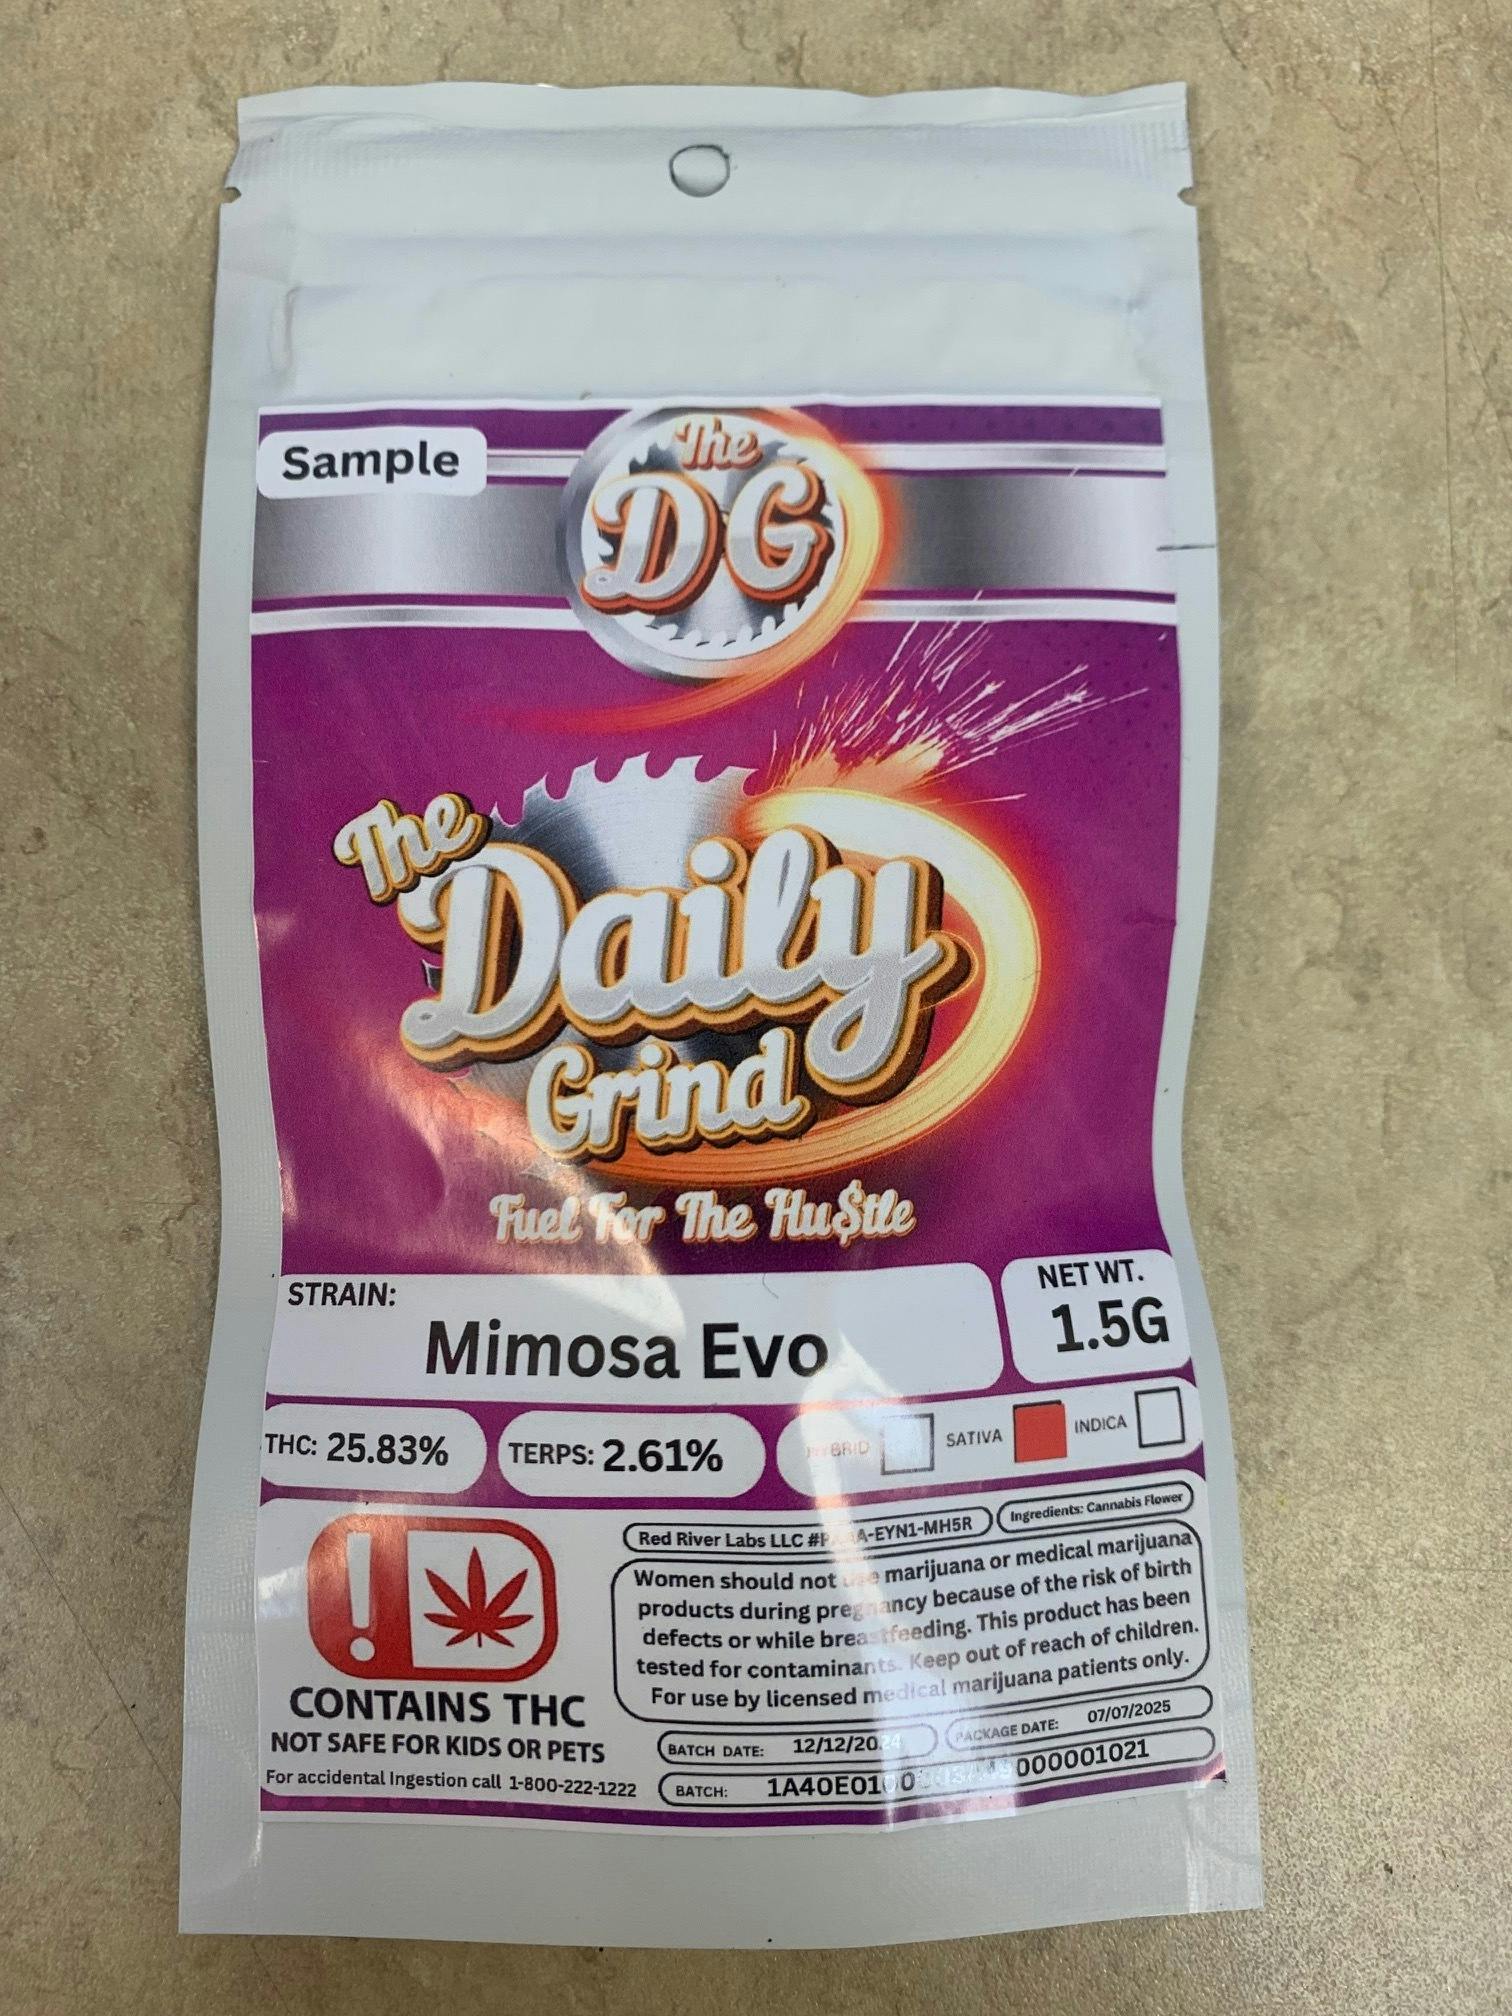 Sample
The
DG
The
Daily
Grind
Fuel For The Hu$tle
STRAIN:
Mimosa Evo
NET WT.
1.5G
THC: 25.83%
TERPS: 2.61%
HYBRID
SATIVA
INDICA
CONTAINS THC
NOT SAFE FOR KIDS OR PETS
For accidental Ingestion call 1-800-222-1222
Red River Labs LLC
Ingredients: Cannabis Flower
Women should not use marijuana or medical marijuana
products during pregnancy because of the risk of birth
defects or while breastfeeding. This product has been
tested for contaminants. Keep out of reach of children.
For use by licensed medical marijuana patients only.
BATCH DATE: 12/12/2024
PACKAGE DATE: 07/07/2025
BATCH: